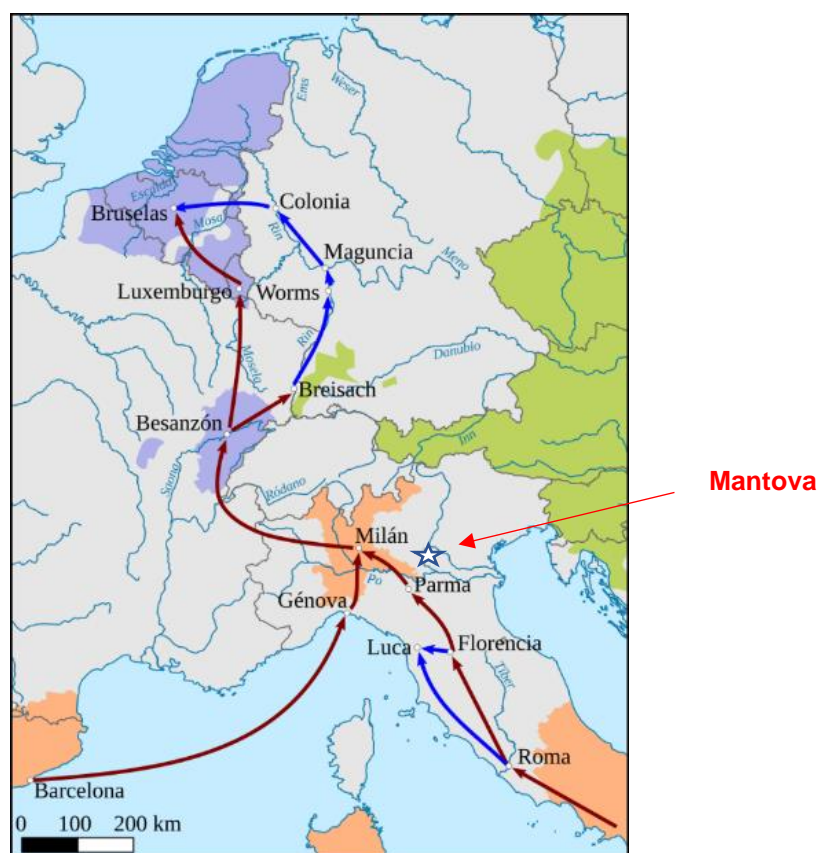 Ems
Weser
Escalda
Colonia
Bruselas
Mosa
Rin
Maguncia
Meno
Luxemburgo
Worms
Rin
Danubio
Mosela
Breisach
Besanzón
Inn
Saona
Ródano
Mantova
Milán
Po
Parma
Génova
Luca
Florencia
Tíber
Roma
Barcelona
0 100 200 km